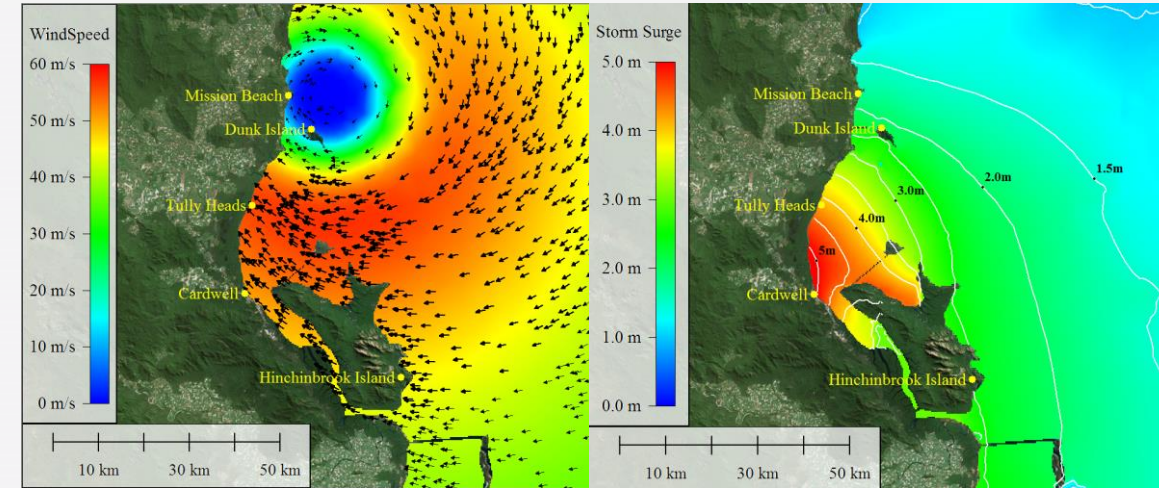 WindSpeed
60 m/s
50 m/s
40 m/s
30 m/s
20 m/s
10 m/s
0 m/s
Mission Beach
Dunk Island
Tully Heads
Cardwell
Hinchinbrook Island
10 km 30 km 50 km
Storm Surge
5.0 m
4.0 m
3.0 m
2.0 m
1.0 m
0.0 m
Mission Beach
Dunk Island
1.5m
2.0m
3.0m
Tully Heads
4.0m
5m
Cardwell
Hinchinbrook Island
10 km 30 km 50 km